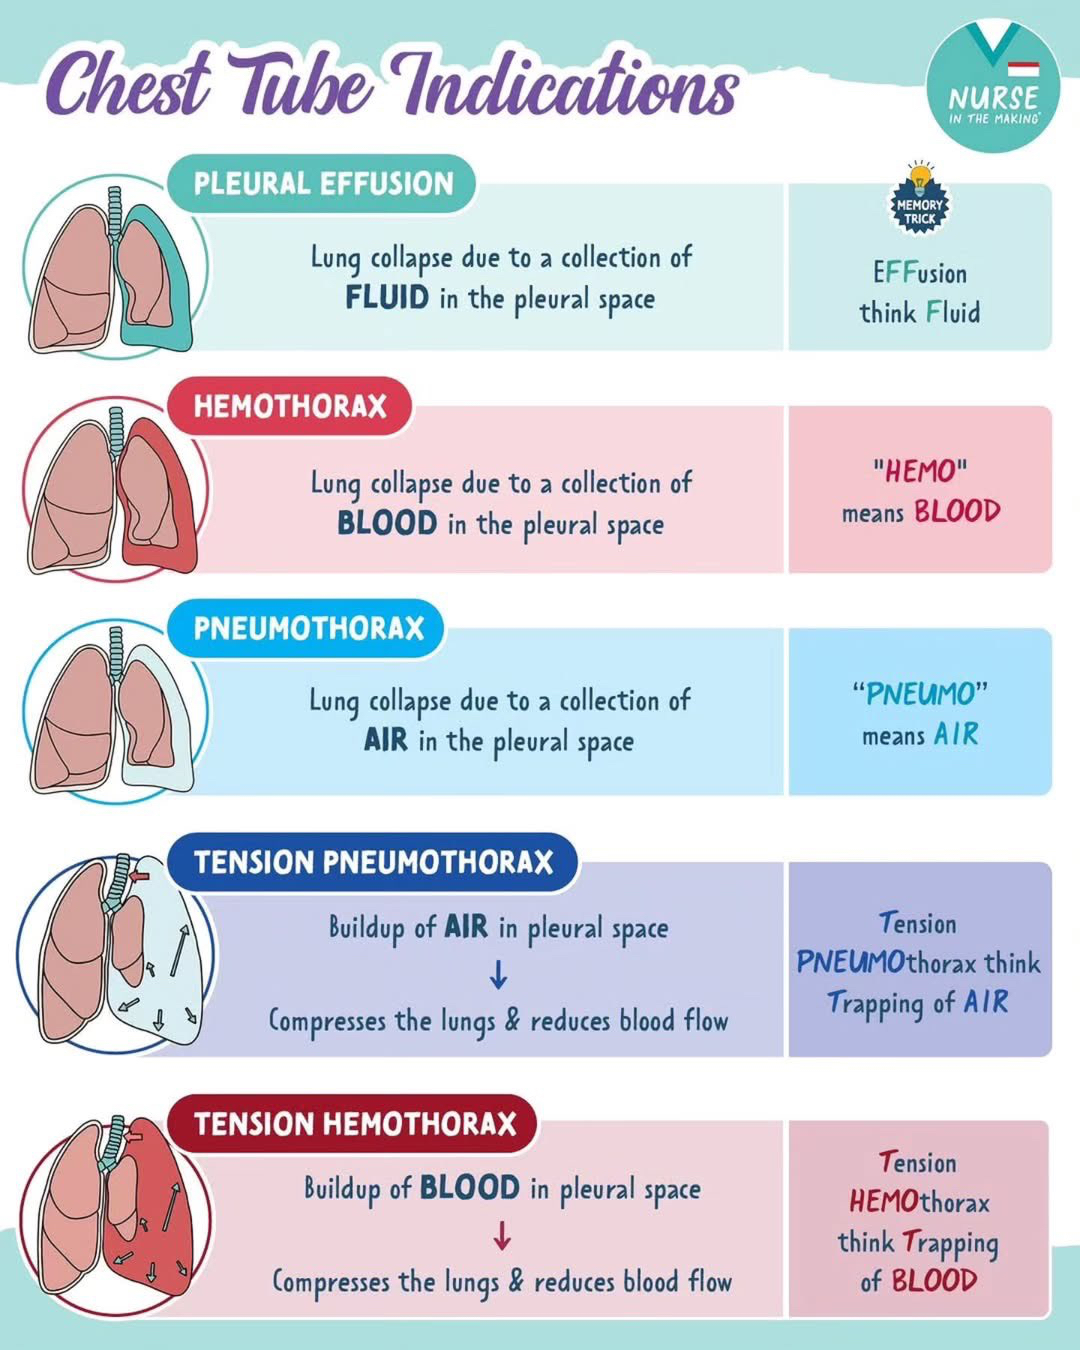 Chest Tube Indications
NURSE
IN THE MAKING
PLEURAL EFFUSION
Lung collapse due to a collection of
FLUID in the pleural space
MEMORY
TRICK
EFFusion
think Fluid
HEMOTHORAX
Lung collapse due to a collection of
BLOOD in the pleural space
"HEMO"
means BLOOD
PNEUMOTHORAX
Lung collapse due to a collection of
AIR in the pleural space
“PNEUMO”
means AIR
TENSION PNEUMOTHORAX
Buildup of AIR in pleural space
↓
Compresses the lungs & reduces blood flow
Tension
PNEUMOthorax think
Trapping of AIR
TENSION HEMOTHORAX
Buildup of BLOOD in pleural space
↓
Compresses the lungs & reduces blood flow
Tension
HEMOthorax
think Trapping
of BLOOD